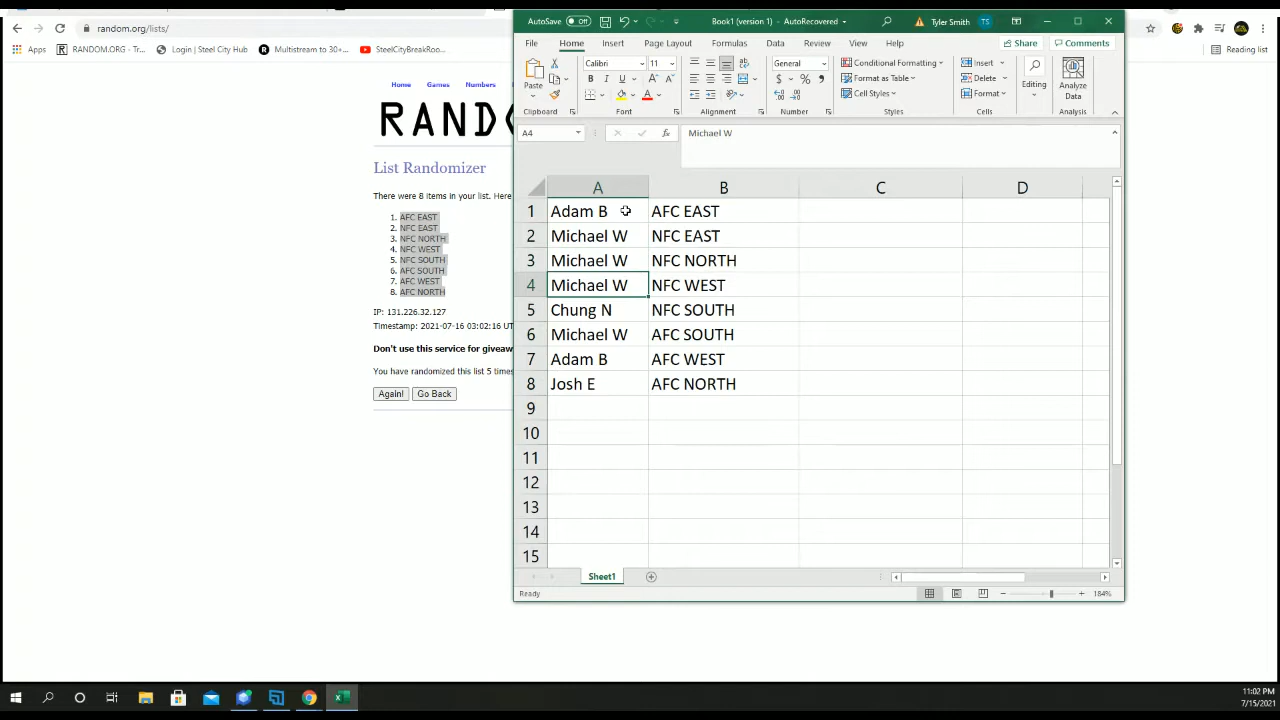 random.org/lists/
Apps
RANDOM.ORG - Tr...
Login | Steel City Hub
Multistream to 30+...
SteelCityBreakRoo...
Reading list
Home
Games
Numbers
RANDO
List Randomizer
There were 8 items in your list. Here
1. AFC EAST
2. NFC EAST
3. NFC NORTH
4. NFC WEST
5. NFC SOUTH
6. AFC SOUTH
7. AFC WEST
8. AFC NORTH
IP: 131.226.32.127
Timestamp: 2021-07-16 03:02:16 UT
Don't use this service for giveaw
You have randomized this list 5 times
Again!
Go Back
AutoSave Off
Book1 (version 1) - AutoRecovered
Tyler Smith
TS
File
Home
Insert
Page Layout
Formulas
Data
Review
View
Help
Share
Comments
Paste
Calibri
11
B I U
A A
General
$ % ,
Conditional Formatting
Format as Table
Cell Styles
Insert
Delete
Format
Editing
Analyze
Data
Clipboard
Font
Alignment
Number
Styles
Cells
Analysis
A4
fx
Michael W
A B C D
1 Adam B AFC EAST
2 Michael W NFC EAST
3 Michael W NFC NORTH
4 Michael W NFC WEST
5 Chung N NFC SOUTH
6 Michael W AFC SOUTH
7 Adam B AFC WEST
8 Josh E AFC NORTH
9
10
11
12
13
14
15
Sheet1
Ready
184%
11:02 PM
7/15/2021